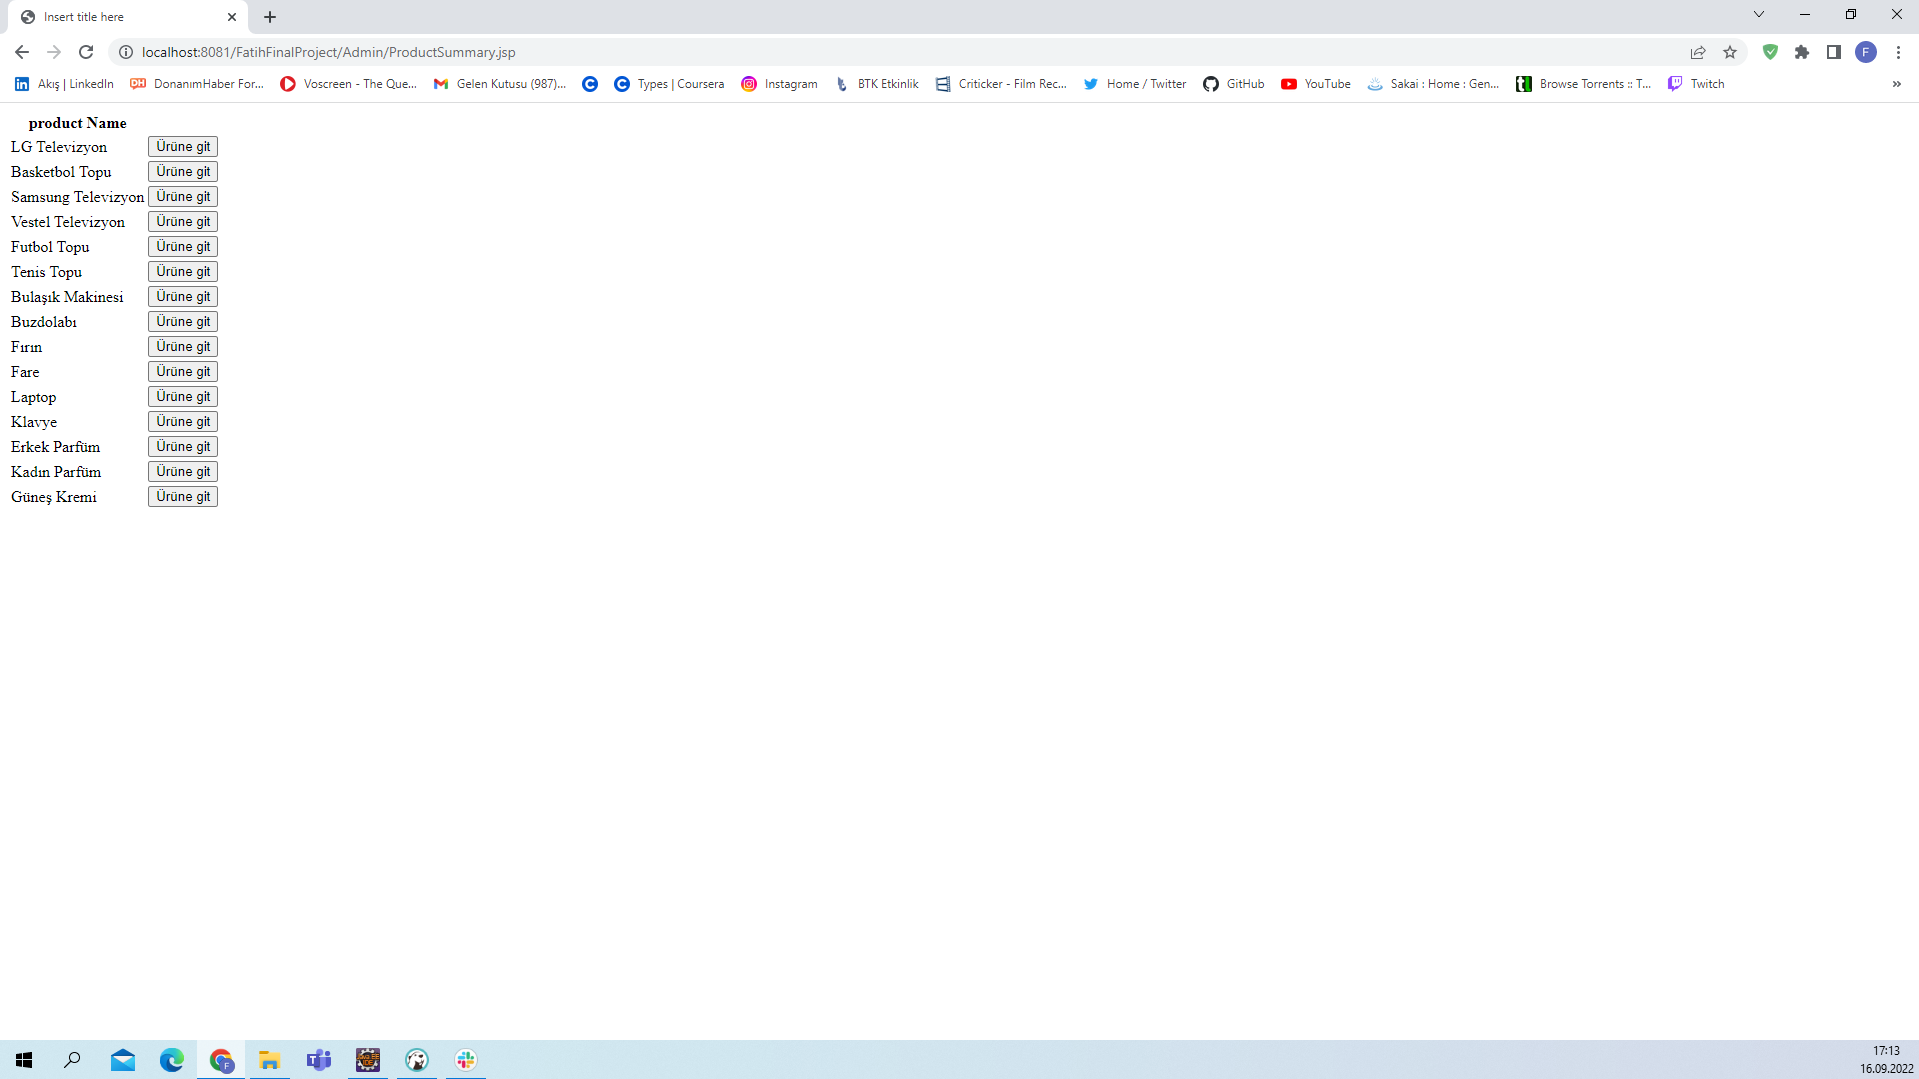 Insert title here
localhost:8081/FatihFinalProject/Admin/ProductSummary.jsp
F
Akış | LinkedIn DonanımHaber For... Voscreen - The Que... Gelen Kutusu (987)... Types | Coursera Instagram BTK Etkinlik Criticker - Film Rec... Home / Twitter GitHub YouTube Sakai : Home : Gen... Browse Torrents :: T... Twitch
product Name
LG Televizyon Ürüne git
Basketbol Topu Ürüne git
Samsung Televizyon Ürüne git
Vestel Televizyon Ürüne git
Futbol Topu Ürüne git
Tenis Topu Ürüne git
Bulaşık Makinesi Ürüne git
Buzdolabı Ürüne git
Fırın Ürüne git
Fare Ürüne git
Laptop Ürüne git
Klavye Ürüne git
Erkek Parfüm Ürüne git
Kadın Parfüm Ürüne git
Güneş Kremi Ürüne git
17:13
16.09.2022